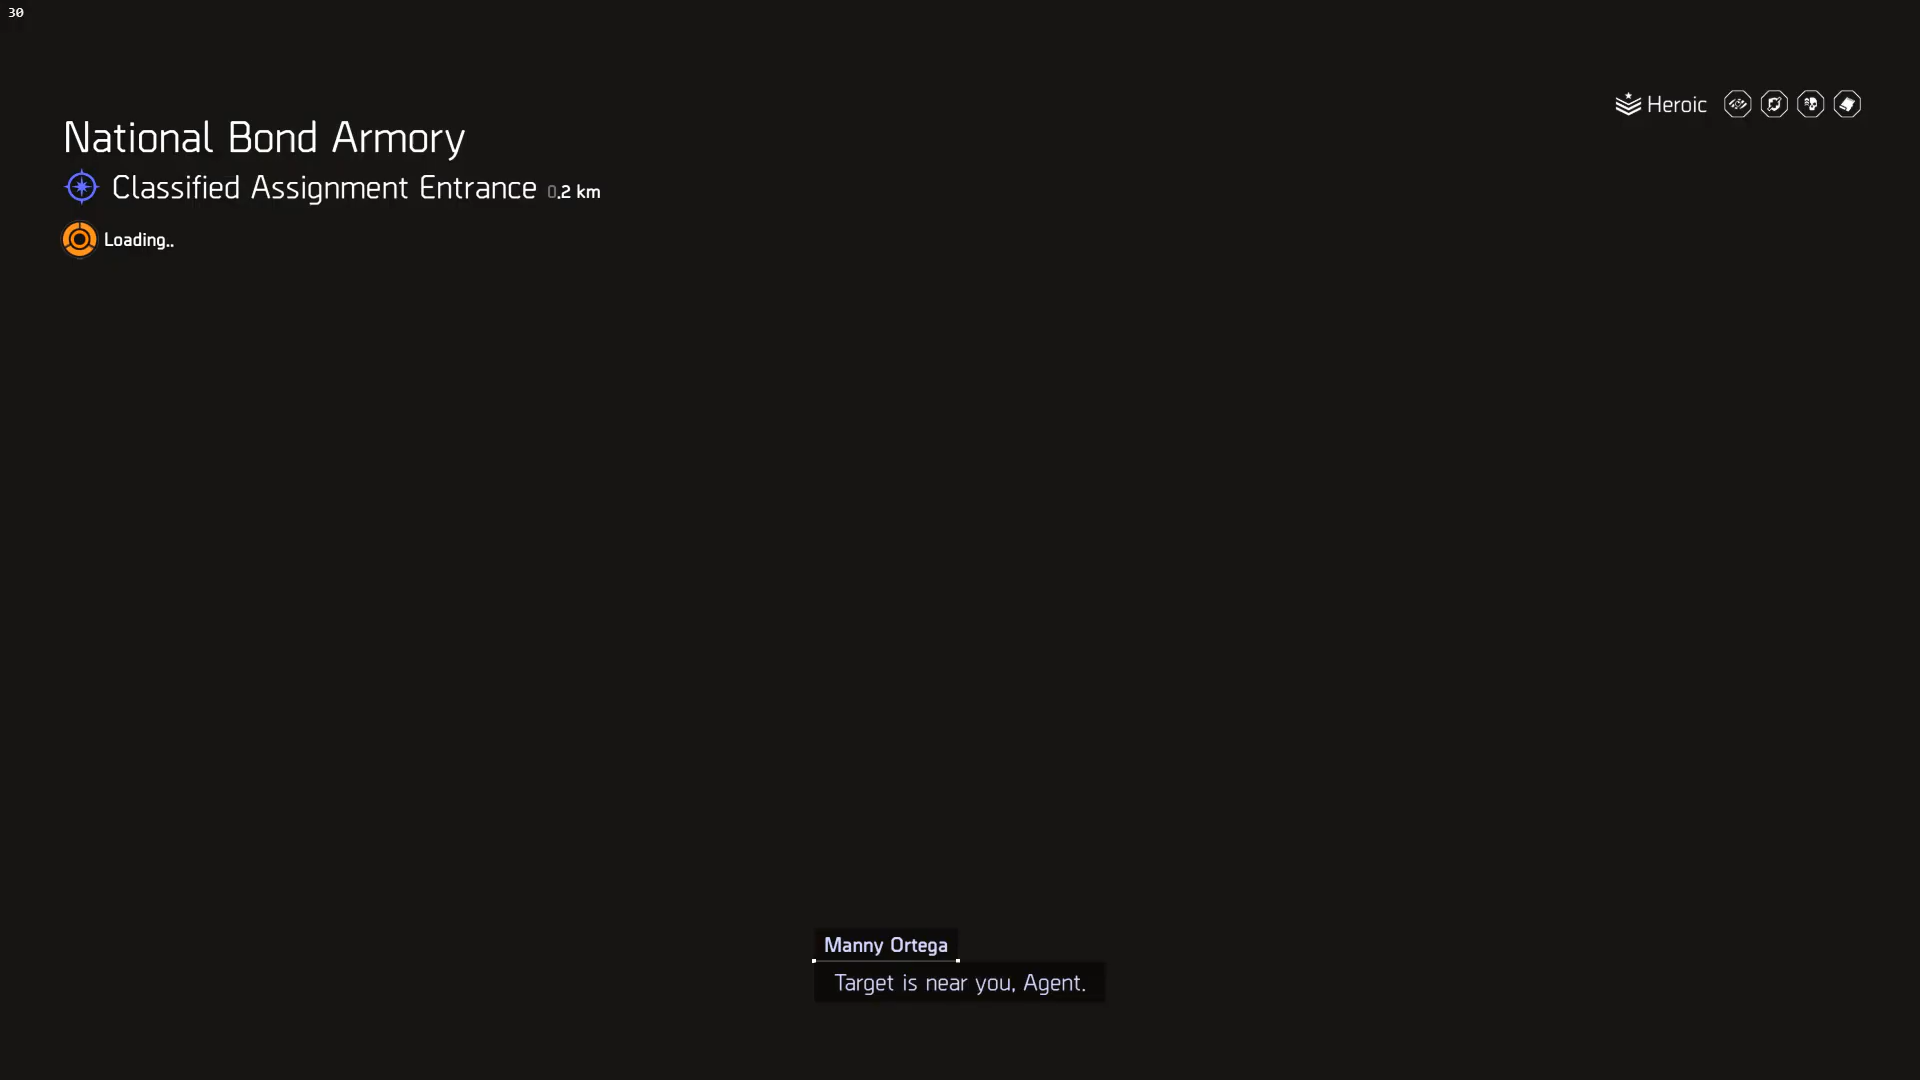 30
Heroic
National Bond Armory
Classified Assignment Entrance 0.2 km
Loading..
Manny Ortega
Target is near you, Agent.